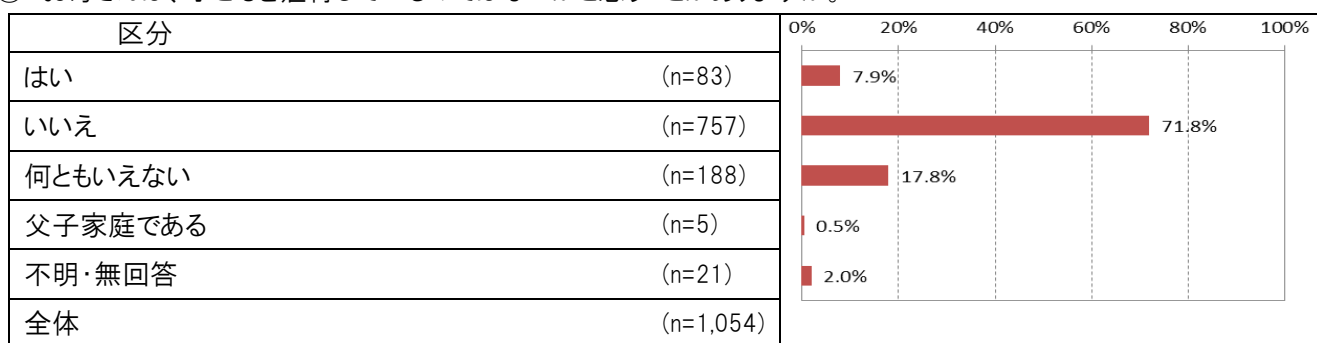 区分 0% 20% 40% 60% 80% 100%
はい (n=83) 7.9%
いいえ (n=757) 71.8%
何ともいえない (n=188) 17.8%
父子家庭である (n=5) 0.5%
不明・無回答 (n=21) 2.0%
全体 (n=1,054)